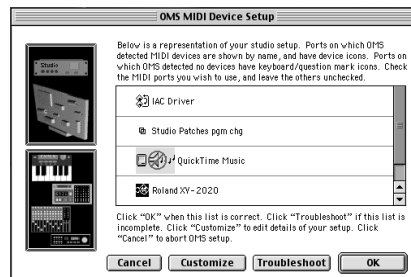 OMS MIDI Device Setup
Studio
Below is a representation of your studio setup. Ports on which OMS
detected MIDI devices are shown by name, and have device icons. Ports on
which OMS detected no devices have keyboard/question mark icons. Check
the MIDI ports you wish to use, and leave the others unchecked.
IAC Driver
Studio Patches pgm chg
QuickTime Music
Roland XV-2020
Click “OK” when this list is correct. Click “Troubleshoot” if this list is
incomplete. Click “Customize” to edit details of your setup. Click
“Cancel” to abort OMS setup.
Cancel Customize Troubleshoot OK